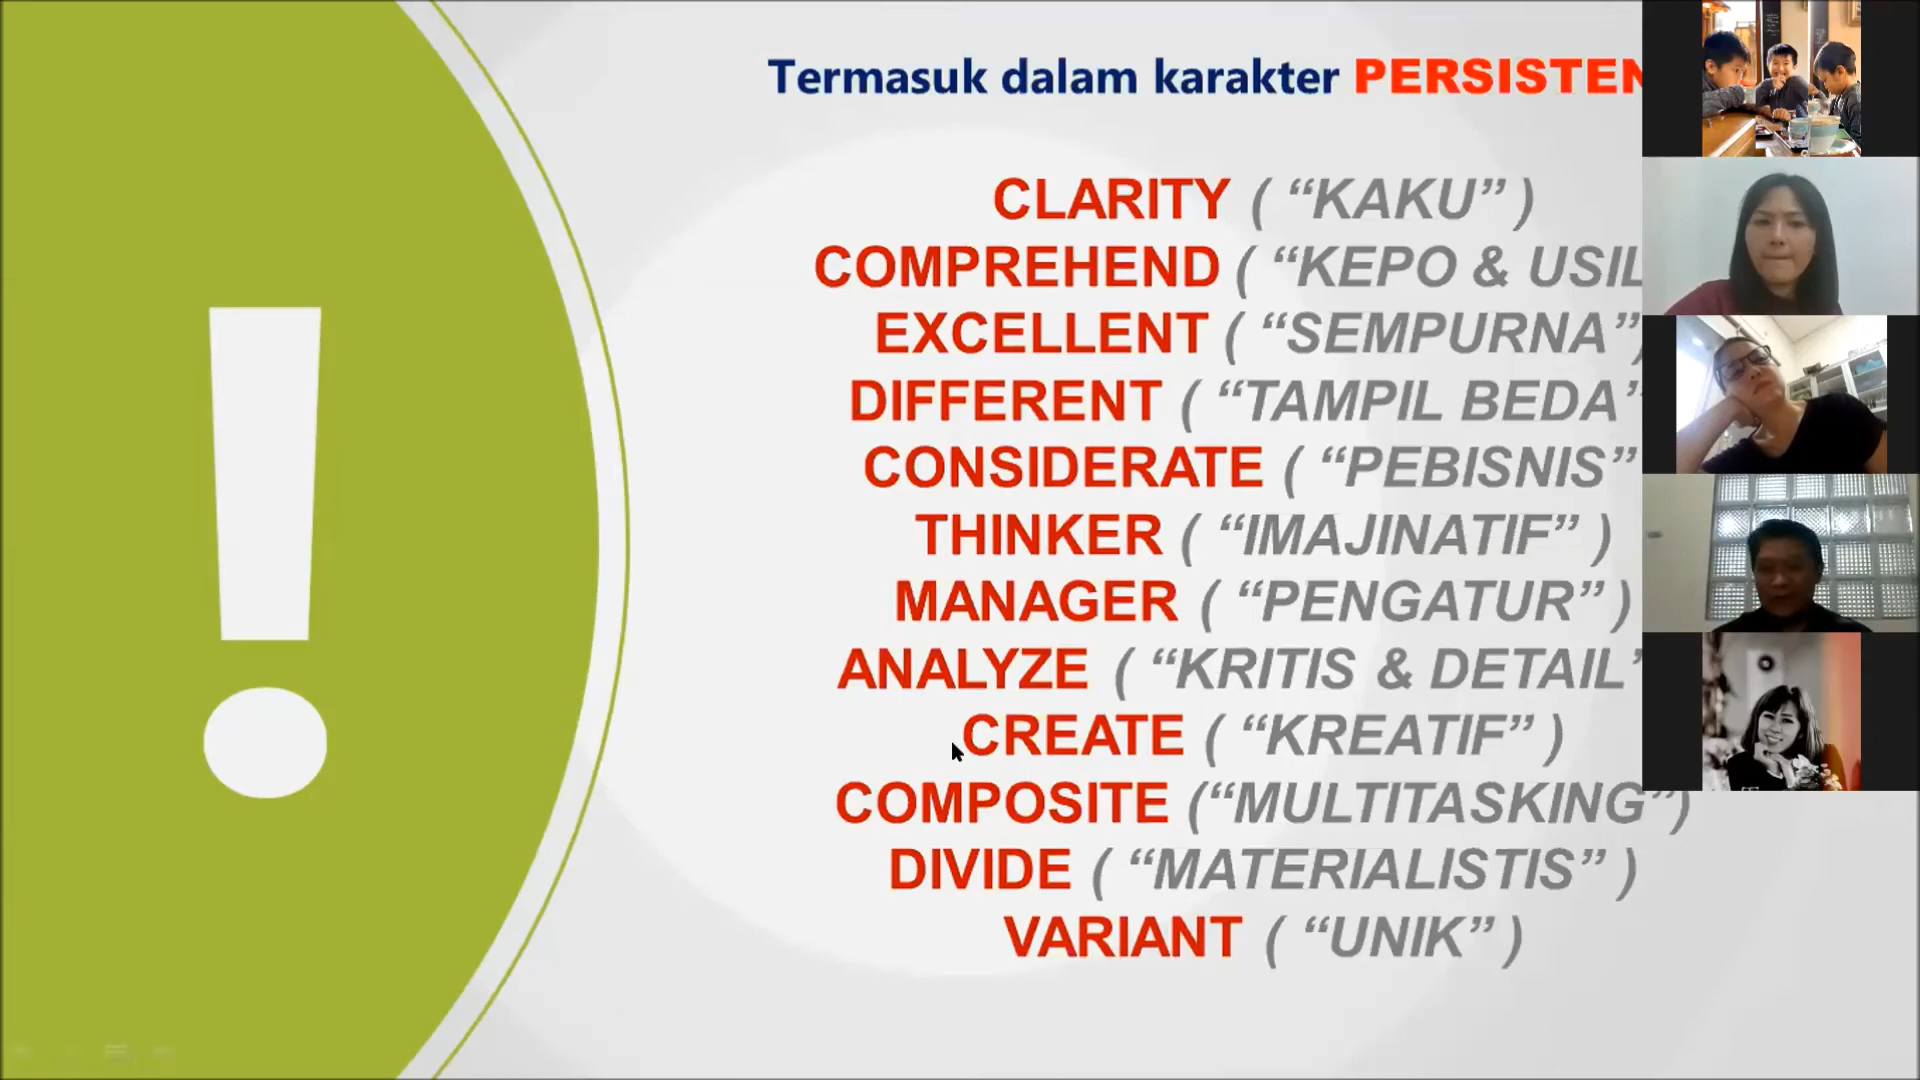 Termasuk dalam karakter PERSISTEN
CLARITY ( “KAKU” )
COMPREHEND ( “KEPO & USIL
EXCELLENT ( “SEMPURNA”)
DIFFERENT ( “TAMPIL BEDA”
CONSIDERATE ( “PEBISNIS”
THINKER ( “IMAJINATIF” )
MANAGER ( “PENGATUR” )
ANALYZE ( “KRITIS & DETAIL”
CREATE ( “KREATIF” )
COMPOSITE (“MULTITASKING”)
DIVIDE ( “MATERIALISTIS” )
VARIANT ( “UNIK” )